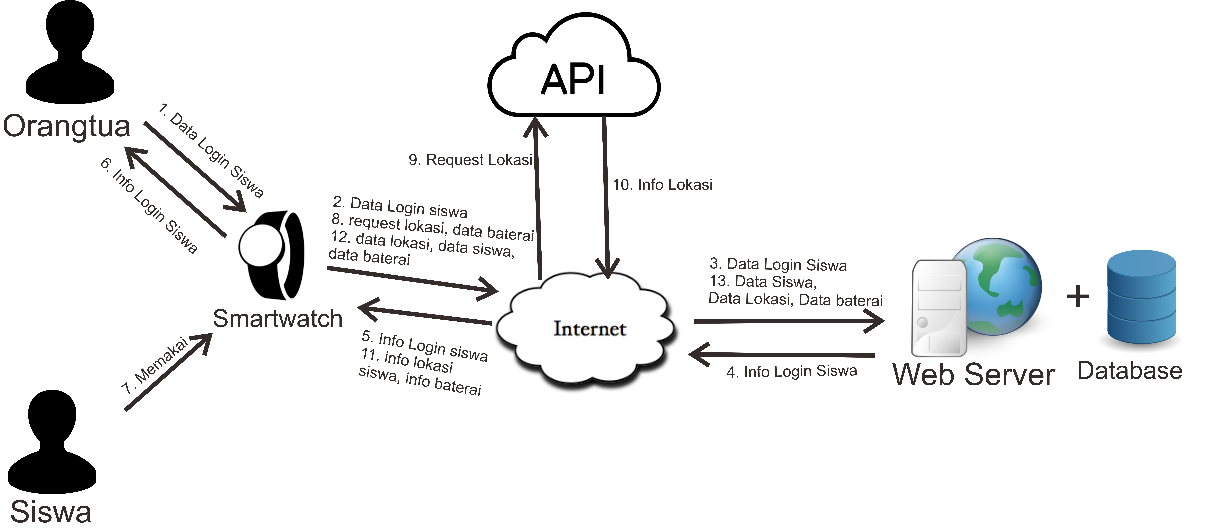 API
Orangtua
1. Data Login Siswa
6. Info Login Siswa
9. Request Lokasi
10. Info Lokasi
2. Data Login siswa
8. request lokasi, data baterai
12. data lokasi, data siswa,
data baterai
Smartwatch
Internet
5. Info Login siswa
11. info lokasi
siswa, info baterai
3. Data Login Siswa
13. Data Siswa,
Data Lokasi, Data baterai
4. Info Login Siswa
+
Web Server
Database
7. Memakai
Siswa